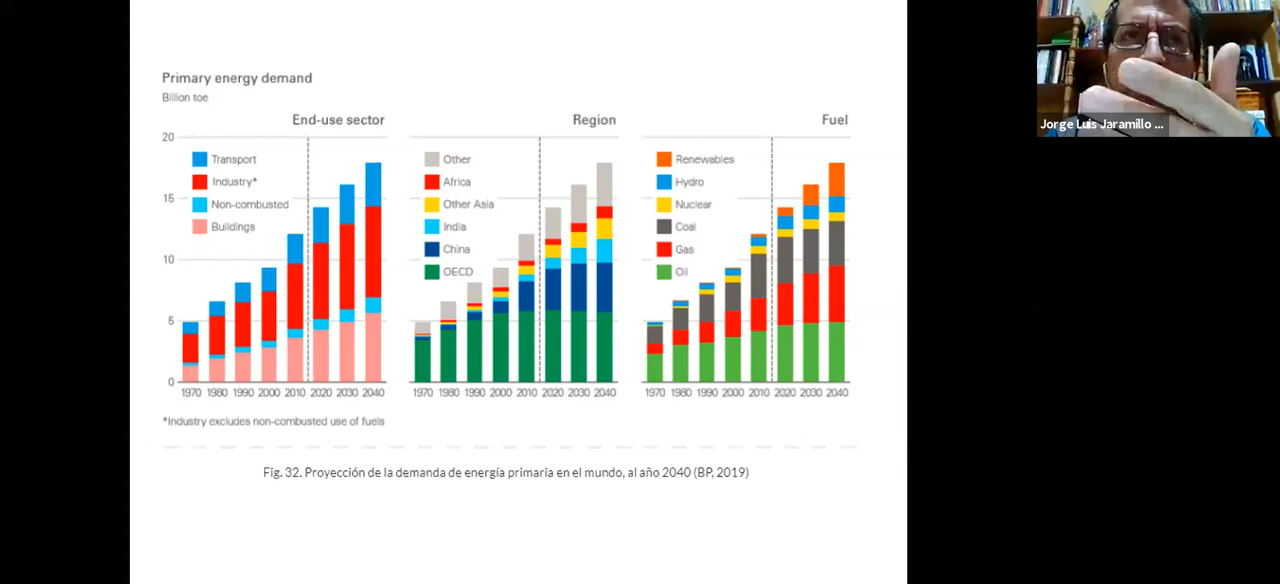 Primary energy demand
Billion toe
End-use sector
20
15
10
5
0
Transport
Industry*
Non-combusted
Buildings
1970 1980 1990 2000 2010 2020 2030 2040
Region
Other
Africa
Other Asia
India
China
OECD
1970 1980 1990 2000 2010 2020 2030 2040
Fuel
Renewables
Hydro
Nuclear
Coal
Gas
Oil
1970 1980 1990 2000 2010 2020 2030 2040
*Industry excludes non-combusted use of fuels
Fig. 32. Proyección de la demanda de energía primaria en el mundo, al año 2040 (BP, 2019)
Jorge Luis Jaramillo ...